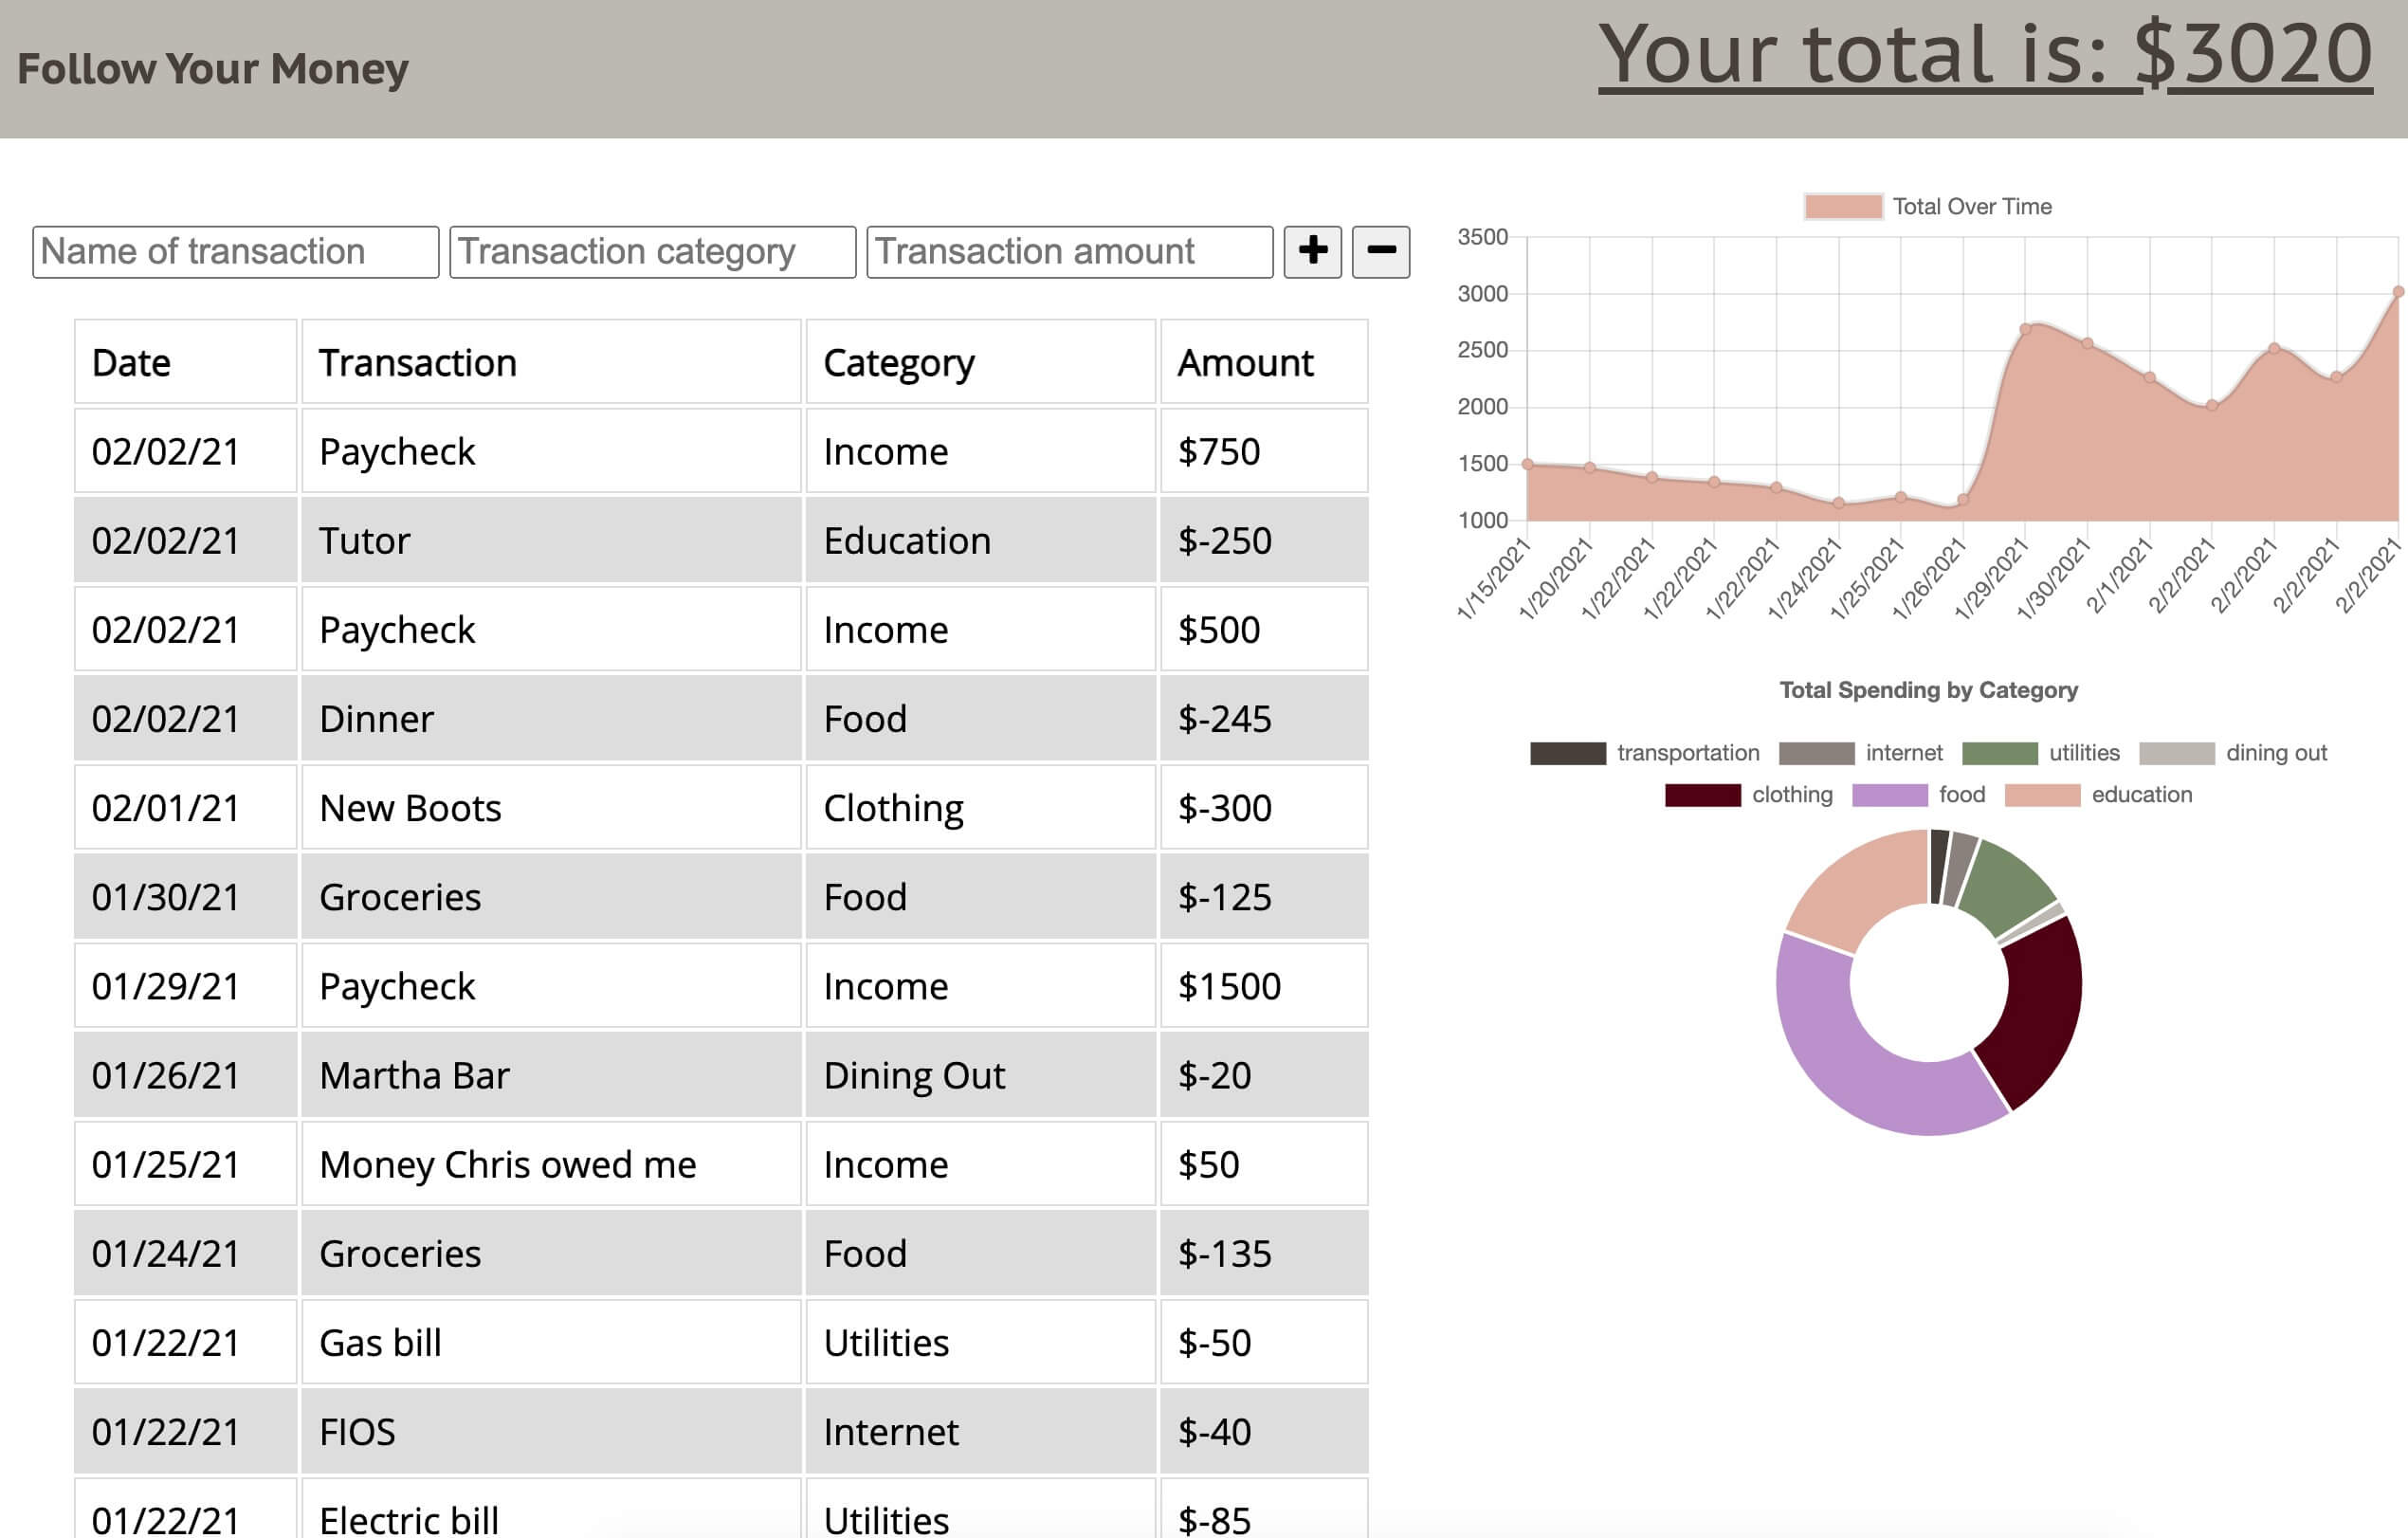 Follow Your Money
Your total is: $3020
Name of transaction Transaction category Transaction amount + −
Date Transaction Category Amount
02/02/21 Paycheck Income $750
02/02/21 Tutor Education $-250
02/02/21 Paycheck Income $500
02/02/21 Dinner Food $-245
02/01/21 New Boots Clothing $-300
01/30/21 Groceries Food $-125
01/29/21 Paycheck Income $1500
01/26/21 Martha Bar Dining Out $-20
01/25/21 Money Chris owed me Income $50
01/24/21 Groceries Food $-135
01/22/21 Gas bill Utilities $-50
01/22/21 FIOS Internet $-40
01/22/21 Electric bill Utilities $-85
Total Over Time
3500
3000
2500
2000
1500
1000
1/15/2021 1/20/2021 1/22/2021 1/22/2021 1/22/2021 1/24/2021 1/25/2021 1/26/2021 1/29/2021 1/30/2021 2/1/2021 2/2/2021 2/2/2021 2/2/2021 2/2/2021
Total Spending by Category
transportation internet utilities dining out
clothing food education